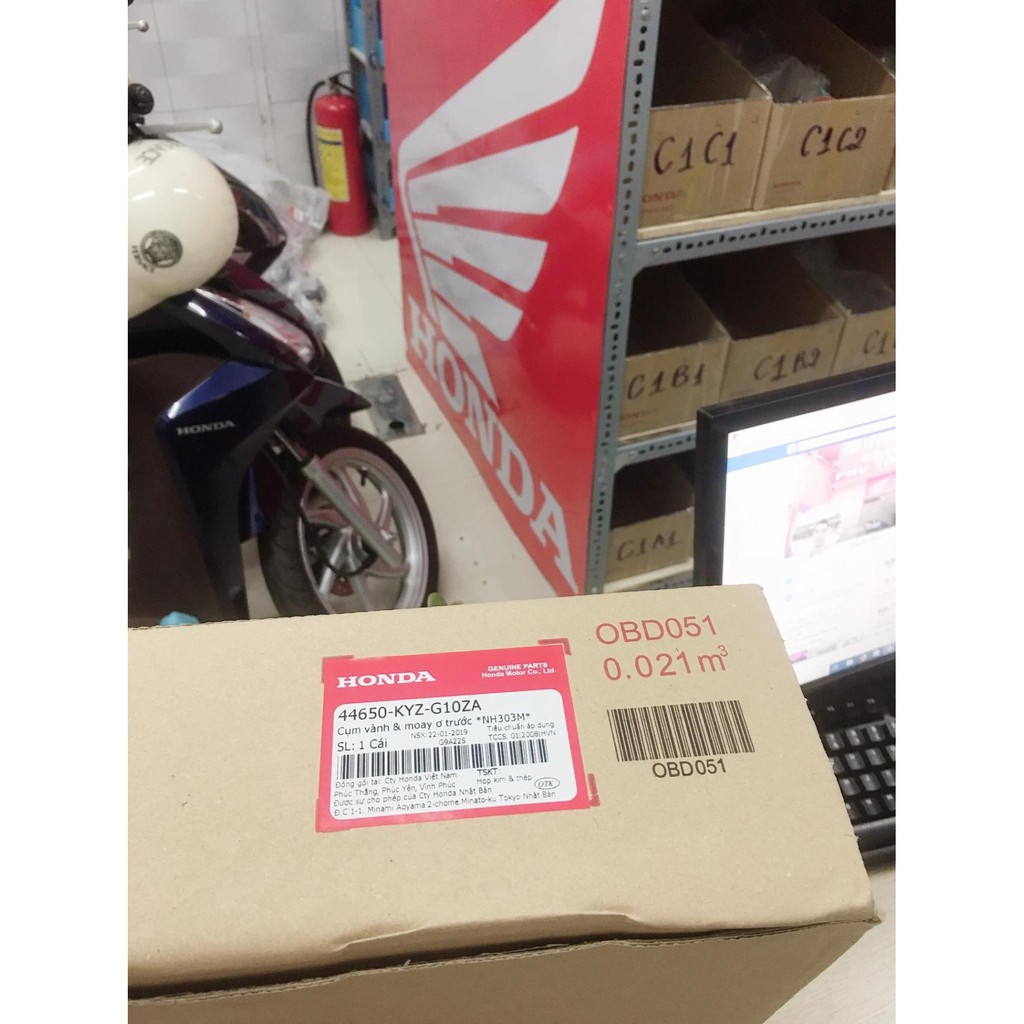 C1C1
C1C2
HONDA
C1B1
C1B2
C1
C1A1
HONDA
OBD051
0.021m³
HONDA
GENUINE PARTS
Honda Motor Co., Ltd.
44650-KYZ-G10ZA
Cụm vành & moay ơ trước *NH303M*
NSX: 22-01-2019 Tiêu chuẩn áp dụng
SL: 1 Cái G9A22S TCCS: 01|2008|HVN
Đóng gói tại: Cty Honda Việt Nam TSKT:
Phúc Thắng, Phúc Yên, Vĩnh Phúc Hợp kim & thép
OTK
Được sự cho phép của Cty Honda Nhật Bản
Đ.C 1-1, Minami Aoyama 2-chome Minato-ku Tokyo Nhật Bản
OBD051